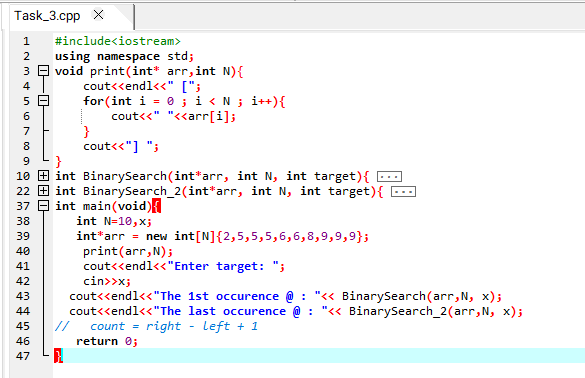 Task_3.cpp ×
1 #include<iostream>
2 using namespace std;
3 void print(int* arr,int N){
4 cout<<endl<<" [";
5 for(int i = 0 ; i < N ; i++){
6 cout<<" "<<arr[i];
7 }
8 cout<<"] ";
9 }
10 int BinarySearch(int*arr, int N, int target){ ...
22 int BinarySearch_2(int*arr, int N, int target){ ...
37 int main(void){
38 int N=10,x;
39 int*arr = new int[N]{2,5,5,5,6,6,8,9,9,9};
40 print(arr,N);
41 cout<<endl<<"Enter target: ";
42 cin>>x;
43 cout<<endl<<"The 1st occurence @ : "<< BinarySearch(arr,N, x);
44 cout<<endl<<"The last occurence @ : "<< BinarySearch_2(arr,N, x);
45 // count = right - left + 1
46 return 0;
47 }